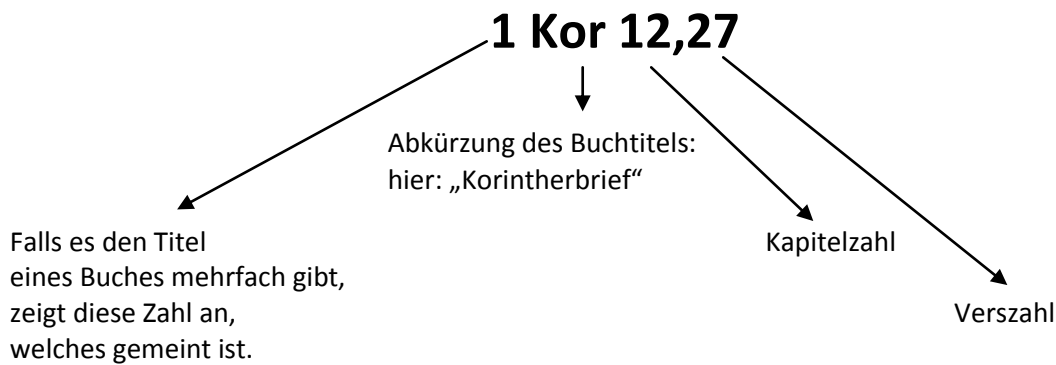 1 Kor 12,27
Abkürzung des Buchtitels:
hier: „Korintherbrief“
Falls es den Titel
eines Buches mehrfach gibt,
zeigt diese Zahl an,
welches gemeint ist.
Kapitelzahl
Verszahl